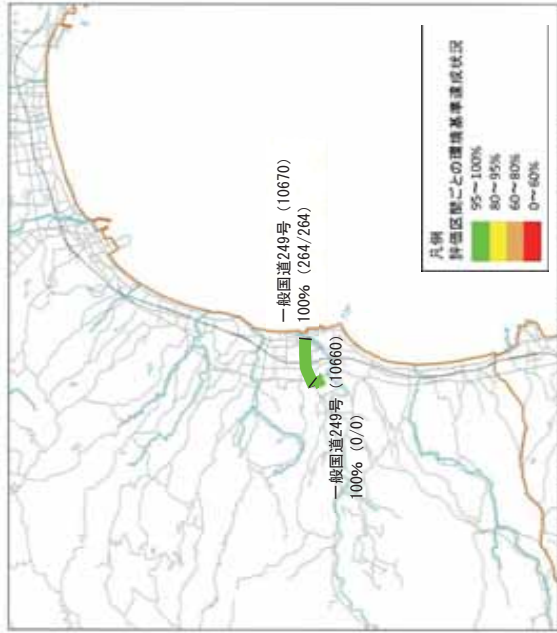 一般国道249号 (10670)
100% (264/264)
一般国道249号 (10660)
100% (0/0)
凡例
評価区間ごとの環境基準達成状況
95～100%
80～95%
60～80%
0～60%